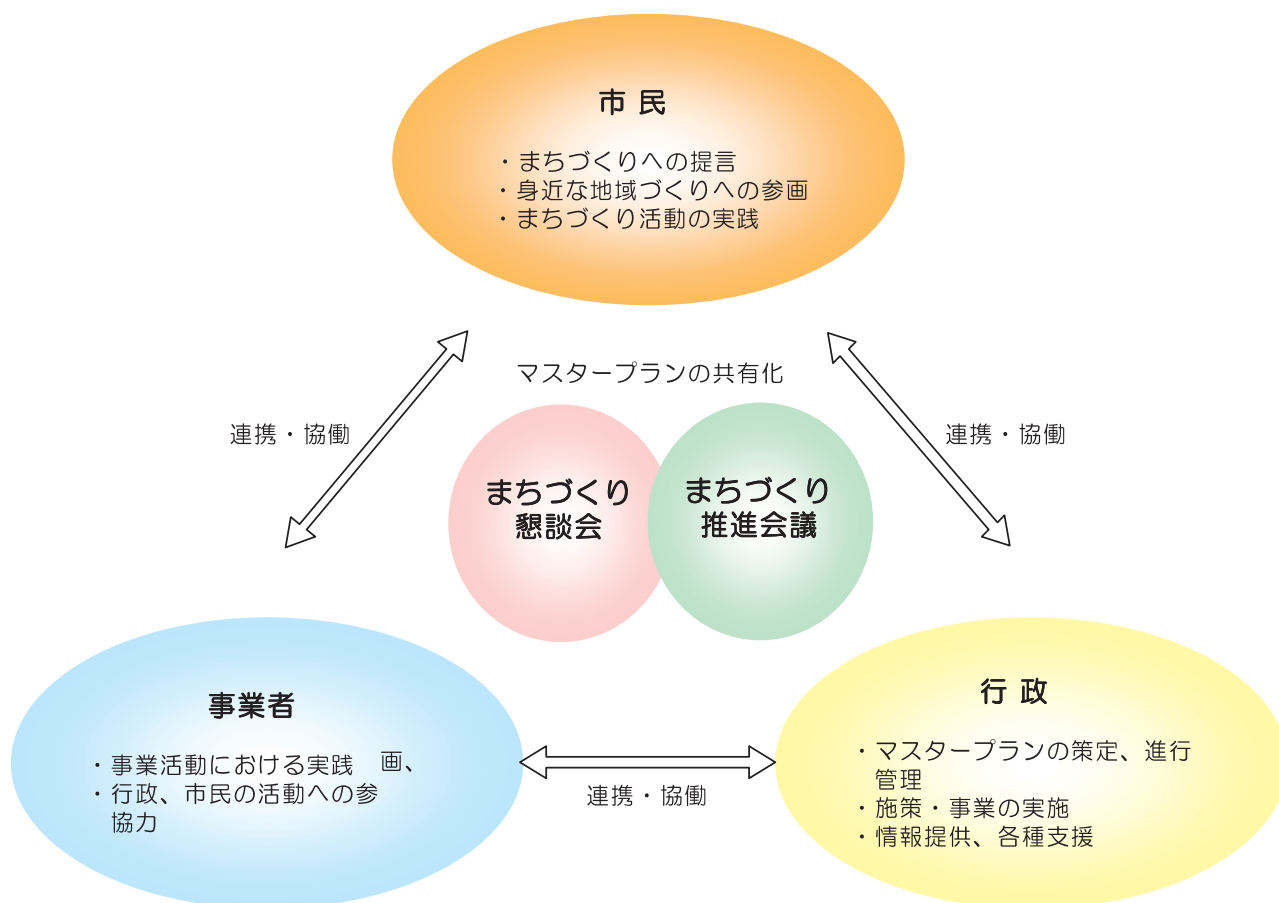 市 民
・まちづくりへの提言
・身近な地域づくりへの参画
・まちづくり活動の実践
マスタープランの共有化
連携・協働
連携・協働
まちづくり
懇談会
まちづくり
推進会議
事業者
・事業活動における実践 画、
・行政、市民の活動への参
協力
連携・協働
行 政
・マスタープランの策定、進行
管理
・施策・事業の実施
・情報提供、各種支援